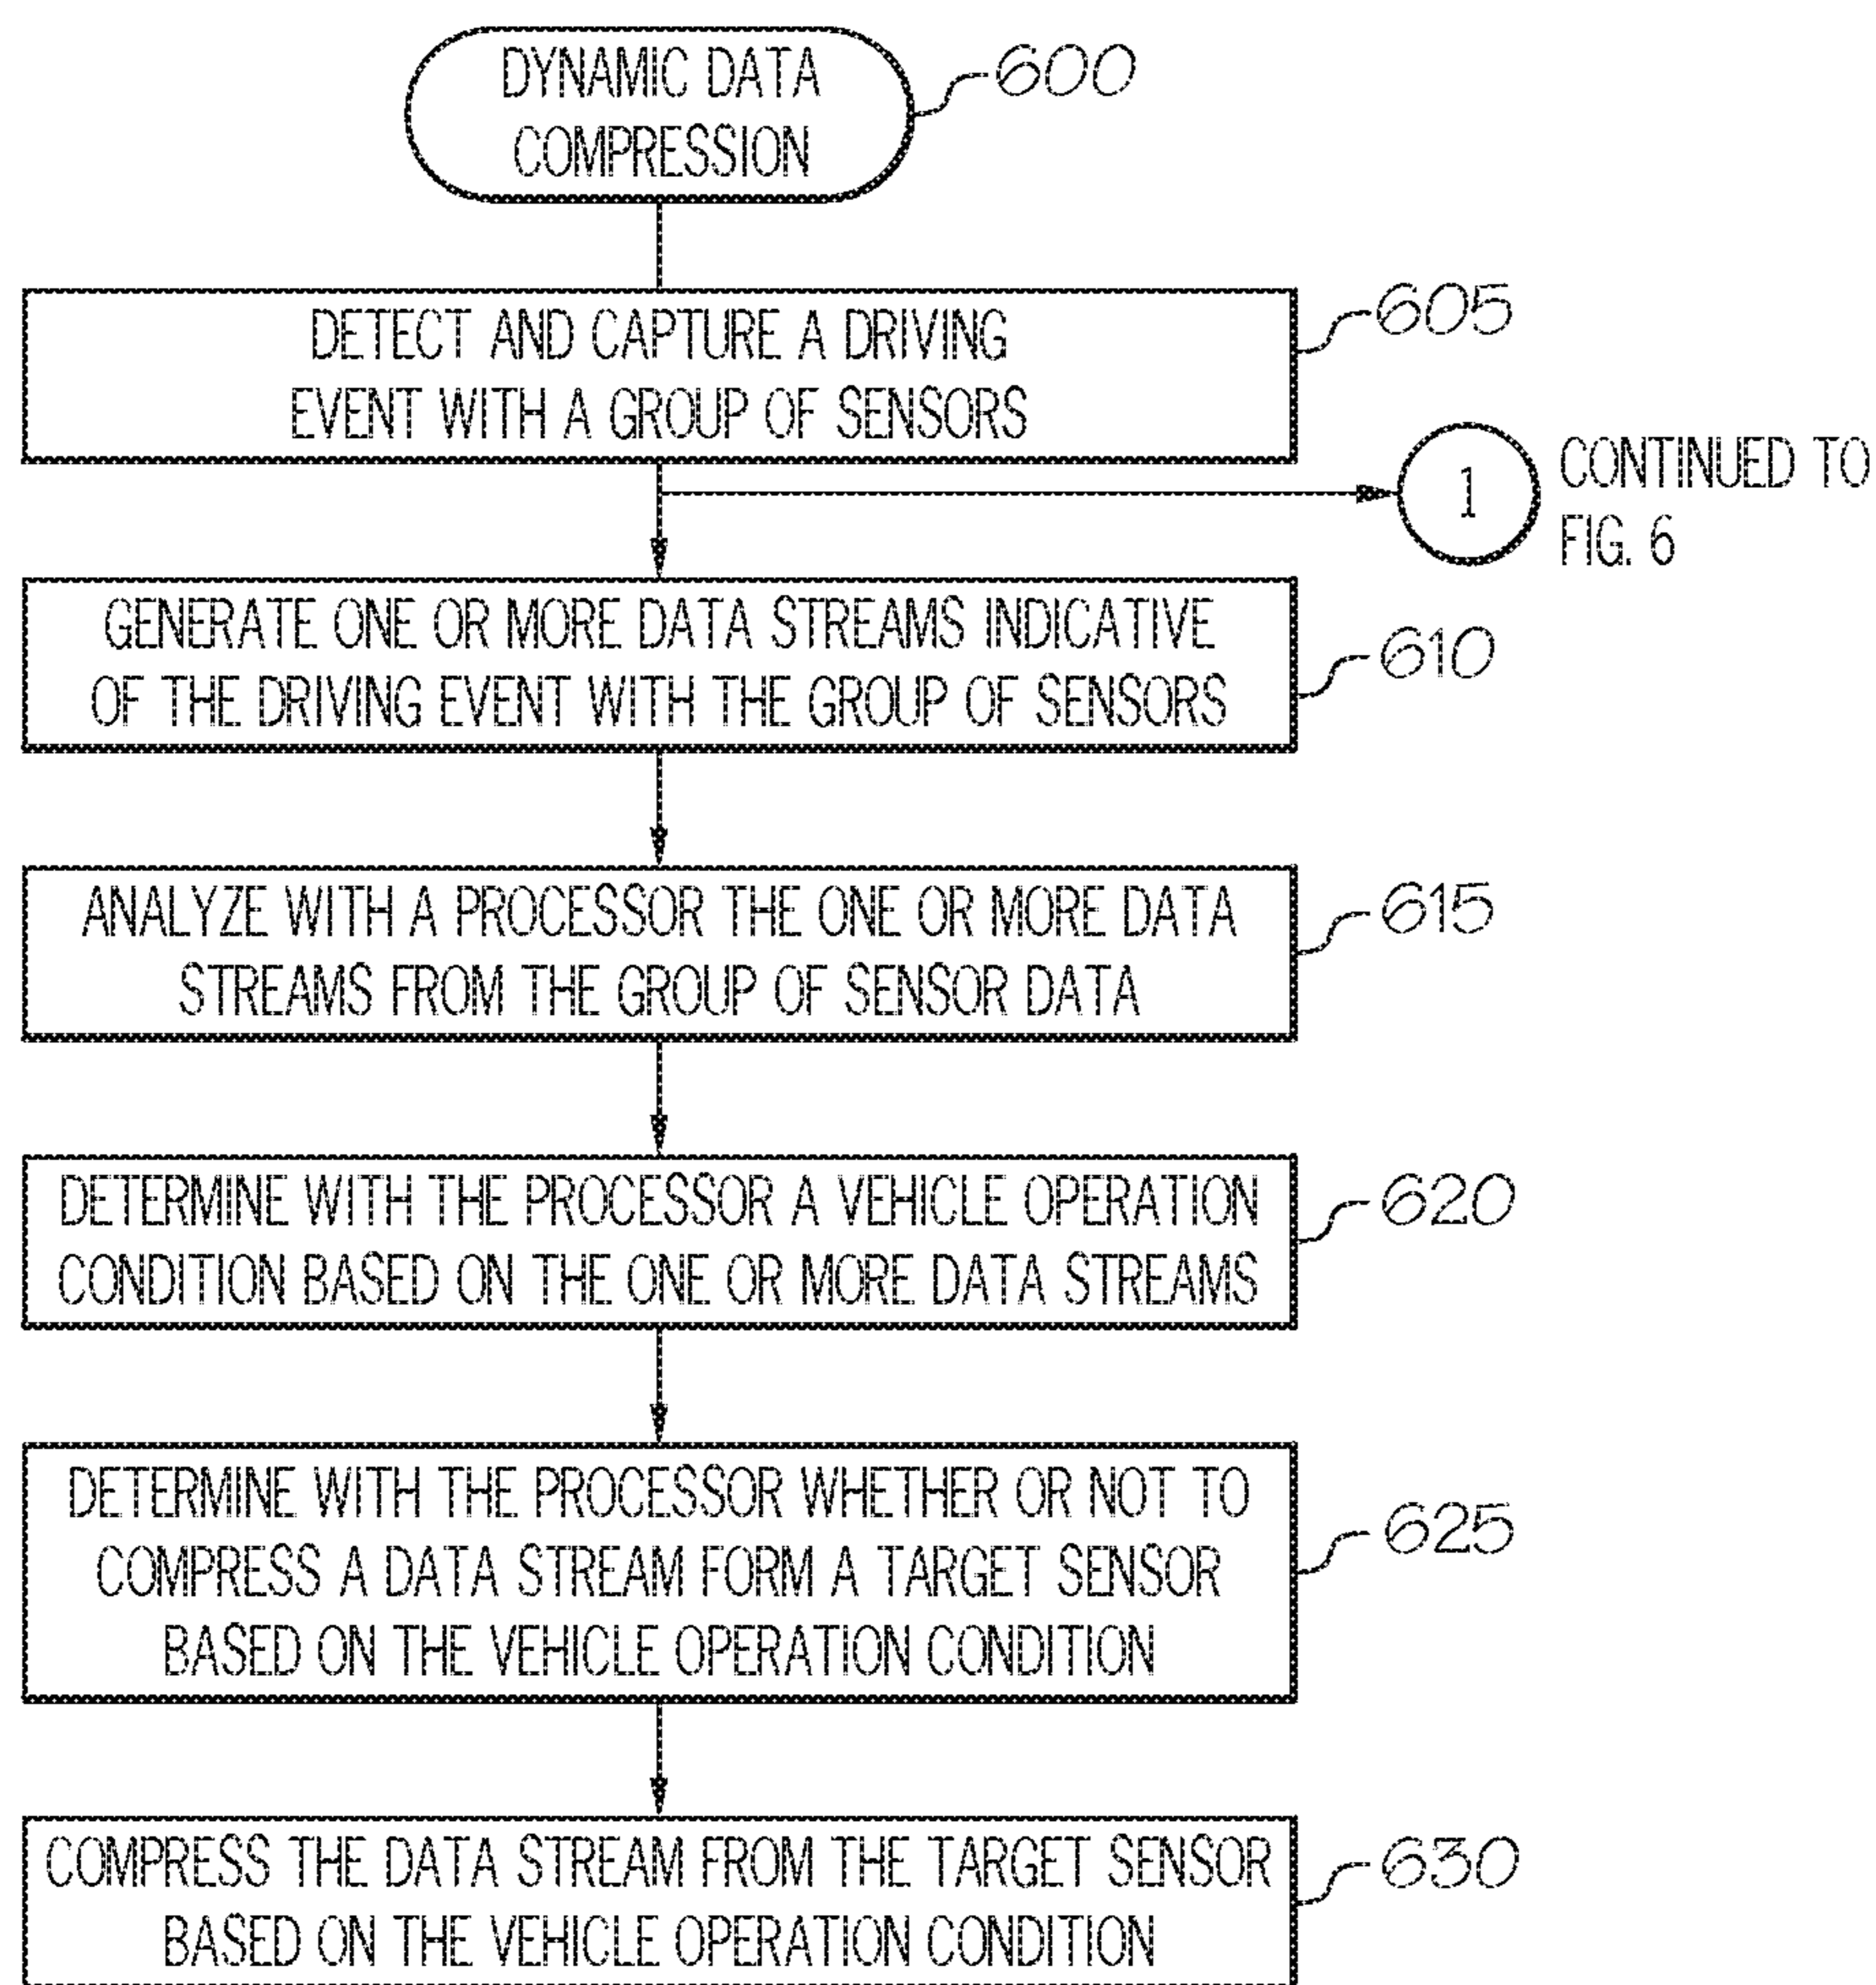 DYNAMIC DATA
COMPRESSION
600
DETECT AND CAPTURE A DRIVING
EVENT WITH A GROUP OF SENSORS
605
1
CONTINUED TO
FIG. 6
GENERATE ONE OR MORE DATA STREAMS INDICATIVE
OF THE DRIVING EVENT WITH THE GROUP OF SENSORS
610
ANALYZE WITH A PROCESSOR THE ONE OR MORE DATA
STREAMS FROM THE GROUP OF SENSOR DATA
615
DETERMINE WITH THE PROCESSOR A VEHICLE OPERATION
CONDITION BASED ON THE ONE OR MORE DATA STREAMS
620
DETERMINE WITH THE PROCESSOR WHETHER OR NOT TO
COMPRESS A DATA STREAM FORM A TARGET SENSOR
BASED ON THE VEHICLE OPERATION CONDITION
625
COMPRESS THE DATA STREAM FROM THE TARGET SENSOR
BASED ON THE VEHICLE OPERATION CONDITION
630